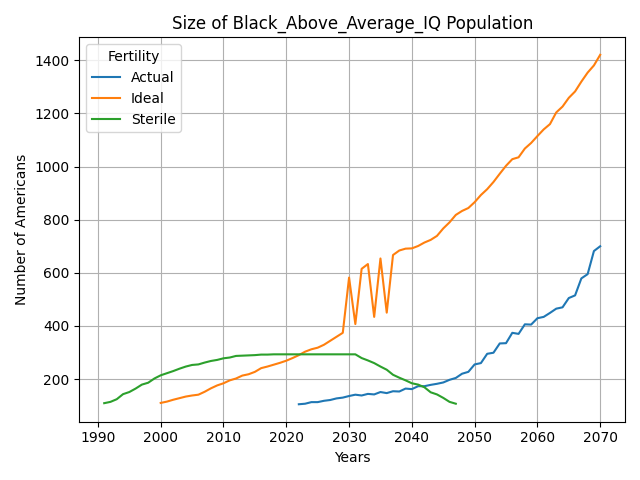 Size of Black_Above_Average_IQ Population
Fertility
Actual
Ideal
Sterile
Number of Americans
1400
1200
1000
800
600
400
200
1990 2000 2010 2020 2030 2040 2050 2060 2070
Years